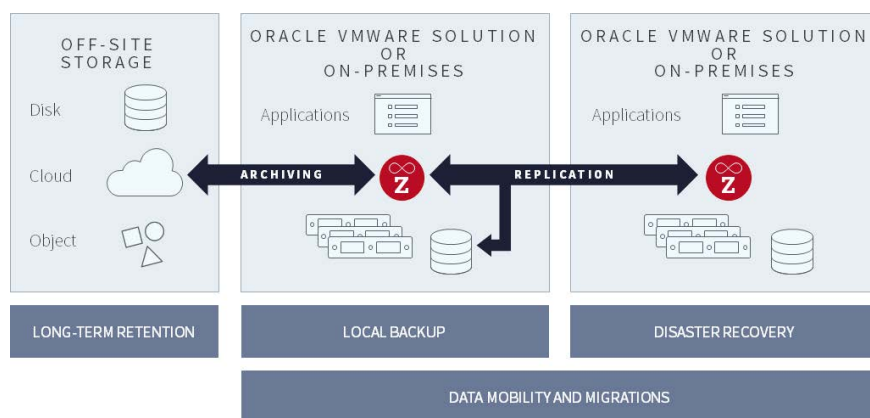 OFF-SITE
STORAGE
Disk
Cloud
Object
ORACLE VMWARE SOLUTION
OR
ON-PREMISES
Applications
ARCHIVING
Z
REPLICATION
ORACLE VMWARE SOLUTION
OR
ON-PREMISES
Applications
Z
LONG-TERM RETENTION
LOCAL BACKUP
DISASTER RECOVERY
DATA MOBILITY AND MIGRATIONS